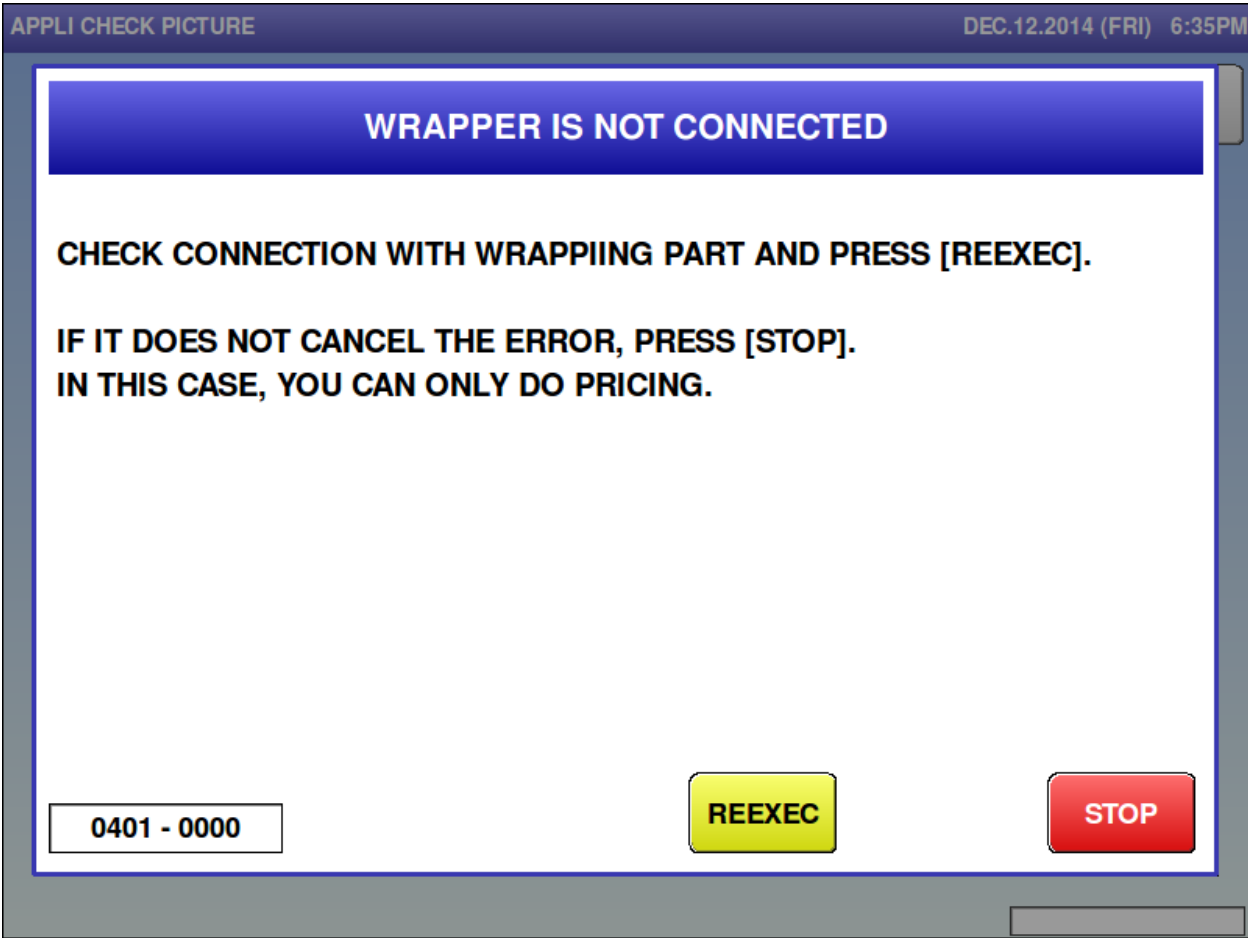 APPLI CHECK PICTURE DEC.12.2014 (FRI) 6:35PM
WRAPPER IS NOT CONNECTED
CHECK CONNECTION WITH WRAPPIING PART AND PRESS [REEXEC].
IF IT DOES NOT CANCEL THE ERROR, PRESS [STOP].
IN THIS CASE, YOU CAN ONLY DO PRICING.
0401 - 0000 REEXEC STOP